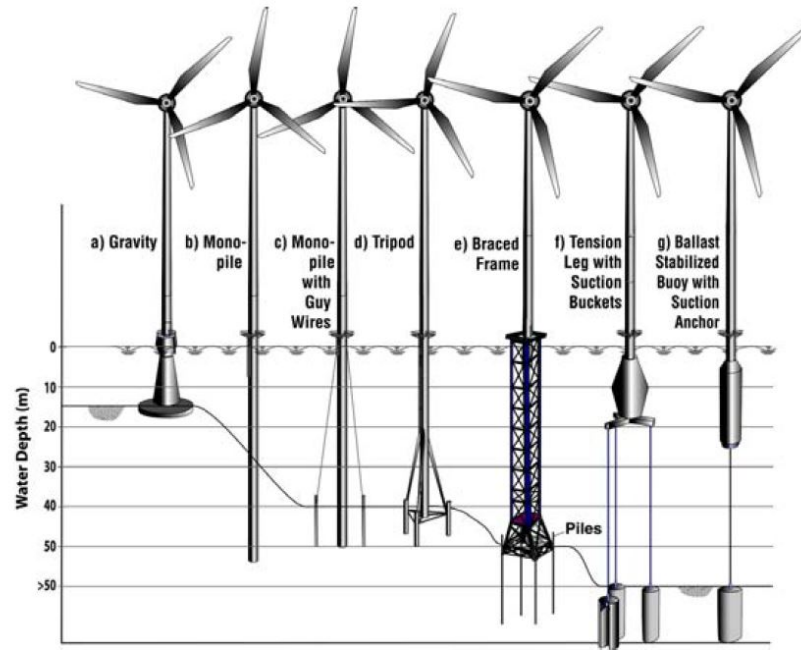 a) Gravity
b) Mono-
pile
c) Mono-
pile
with
Guy
Wires
d) Tripod
e) Braced
Frame
f) Tension
Leg with
Suction
Buckets
g) Ballast
Stabilized
Buoy with
Suction
Anchor
Water Depth (m)
0
10
20
30
40
50
>50
Piles